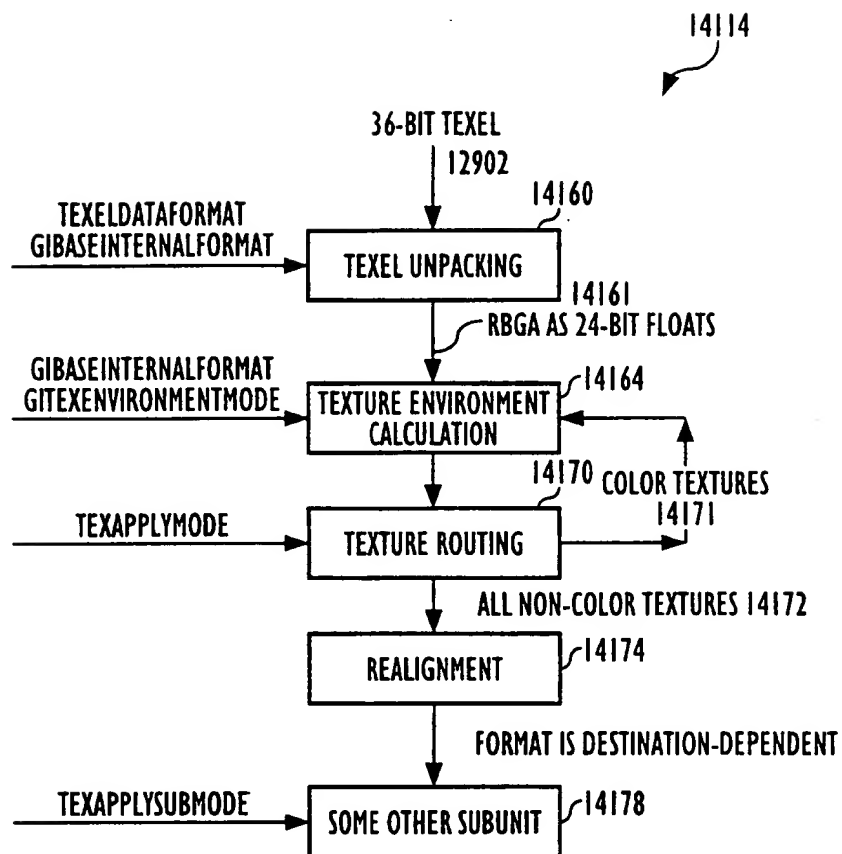 14114
36-BIT TEXEL
12902
14160
TEXELDATAFORMAT
GIBASEINTERNALFORMAT
TEXEL UNPACKING
14161
RBGA AS 24-BIT FLOATS
GIBASEINTERNALFORMAT
GITEXENVIRONMENTMODE
14164
TEXTURE ENVIRONMENT
CALCULATION
14170
COLOR TEXTURES
14171
TEXAPPLYMODE
TEXTURE ROUTING
ALL NON-COLOR TEXTURES 14172
REALIGNMENT
14174
FORMAT IS DESTINATION-DEPENDENT
TEXAPPLYSUBMODE
SOME OTHER SUBUNIT
14178